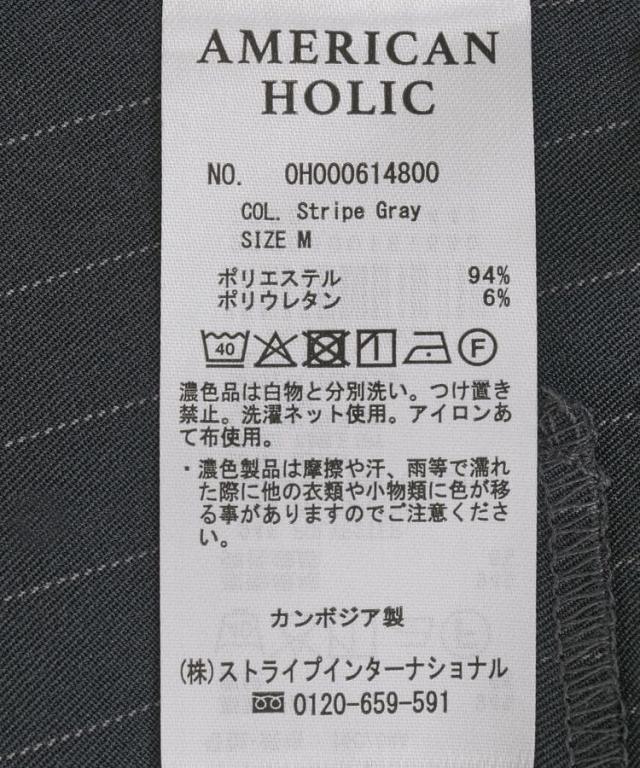 AMERICAN
HOLIC
NO. 0H000614800
COL. Stripe Gray
SIZE M
ポリエステル 94%
ポリウレタン 6%
40 F
濃色品は白物と分別洗い。つけ置き
禁止。洗濯ネット使用。アイロンあ
て布使用。
・濃色製品は摩擦や汗、雨等で濡れ
た際に他の衣類や小物類に色が移
る事がありますのでご注意くださ
い。
カンボジア製
(株)ストライプインターナショナル
0120-659-591